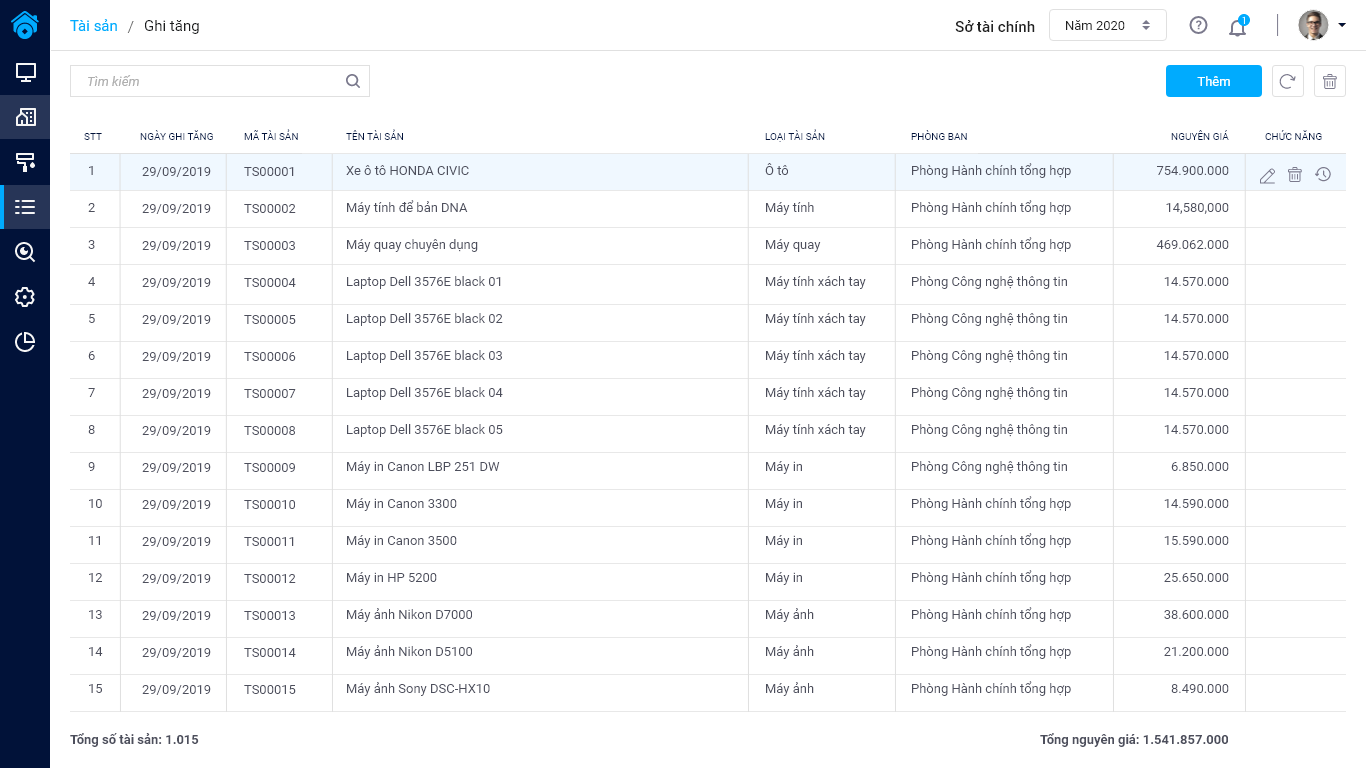 Tài sản / Ghi tăng Sở tài chính Năm 2020 1
Tìm kiếm Thêm
STT NGÀY GHI TĂNG MÃ TÀI SẢN TÊN TÀI SẢN LOẠI TÀI SẢN PHÒNG BAN NGUYÊN GIÁ CHỨC NĂNG
1 29/09/2019 TS00001 Xe ô tô HONDA CIVIC Ô tô Phòng Hành chính tổng hợp 754.900.000
2 29/09/2019 TS00002 Máy tính để bản DNA Máy tính Phòng Hành chính tổng hợp 14,580,000
3 29/09/2019 TS00003 Máy quay chuyên dụng Máy quay Phòng Hành chính tổng hợp 469.062.000
4 29/09/2019 TS00004 Laptop Dell 3576E black 01 Máy tính xách tay Phòng Công nghệ thông tin 14.570.000
5 29/09/2019 TS00005 Laptop Dell 3576E black 02 Máy tính xách tay Phòng Công nghệ thông tin 14.570.000
6 29/09/2019 TS00006 Laptop Dell 3576E black 03 Máy tính xách tay Phòng Công nghệ thông tin 14.570.000
7 29/09/2019 TS00007 Laptop Dell 3576E black 04 Máy tính xách tay Phòng Công nghệ thông tin 14.570.000
8 29/09/2019 TS00008 Laptop Dell 3576E black 05 Máy tính xách tay Phòng Công nghệ thông tin 14.570.000
9 29/09/2019 TS00009 Máy in Canon LBP 251 DW Máy in Phòng Công nghệ thông tin 6.850.000
10 29/09/2019 TS00010 Máy in Canon 3300 Máy in Phòng Hành chính tổng hợp 14.590.000
11 29/09/2019 TS00011 Máy in Canon 3500 Máy in Phòng Hành chính tổng hợp 15.590.000
12 29/09/2019 TS00012 Máy in HP 5200 Máy in Phòng Hành chính tổng hợp 25.650.000
13 29/09/2019 TS00013 Máy ảnh Nikon D7000 Máy ảnh Phòng Hành chính tổng hợp 38.600.000
14 29/09/2019 TS00014 Máy ảnh Nikon D5100 Máy ảnh Phòng Hành chính tổng hợp 21.200.000
15 29/09/2019 TS00015 Máy ảnh Sony DSC-HX10 Máy ảnh Phòng Hành chính tổng hợp 8.490.000
Tổng số tài sản: 1.015 Tổng nguyên giá: 1.541.857.000